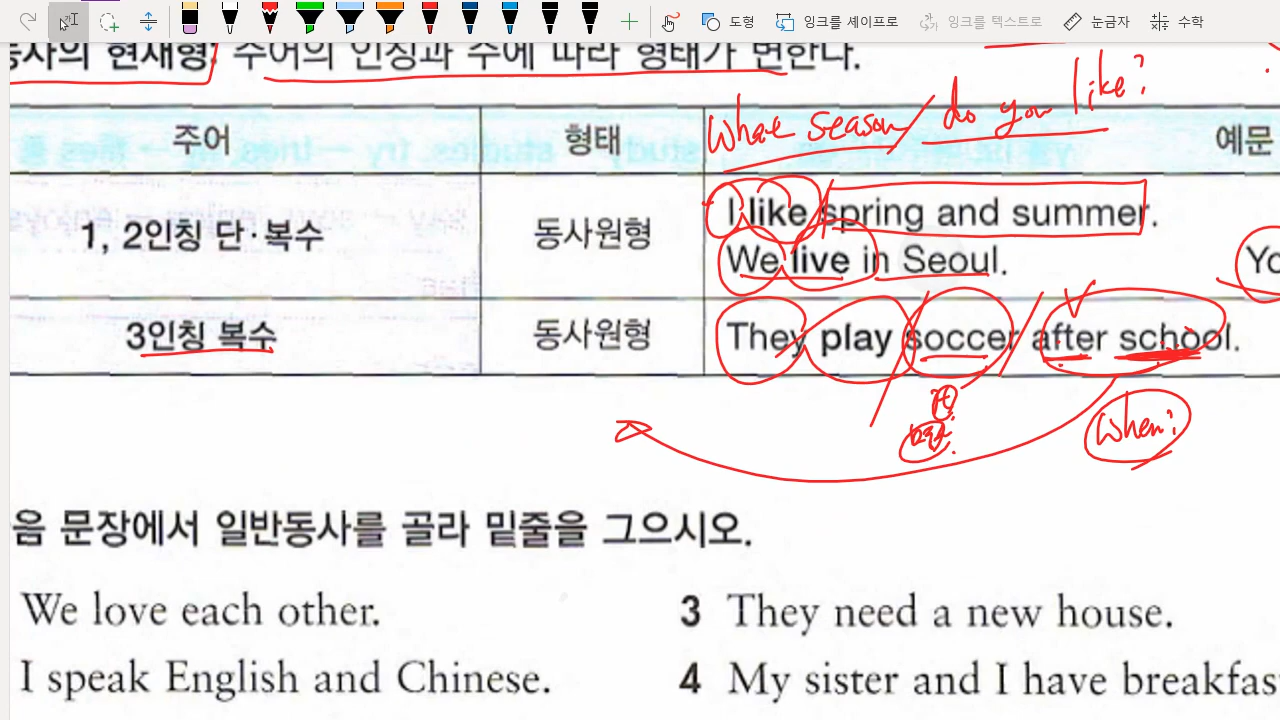 도형 잉크를 셰이프로 잉크를 텍스트로 눈금자 수학
동사의 현재형: 주어의 인칭과 수에 따라 형태가 변한다.
What season / do you like?
주어 형태 예문
1, 2인칭 단·복수 동사원형 I like spring and summer.
We live in Seoul.
3인칭 복수 동사원형 They play soccer after school.
when?
음 문장에서 일반동사를 골라 밑줄을 그으시오.
We love each other. 3 They need a new house.
I speak English and Chinese. 4 My sister and I have breakfas